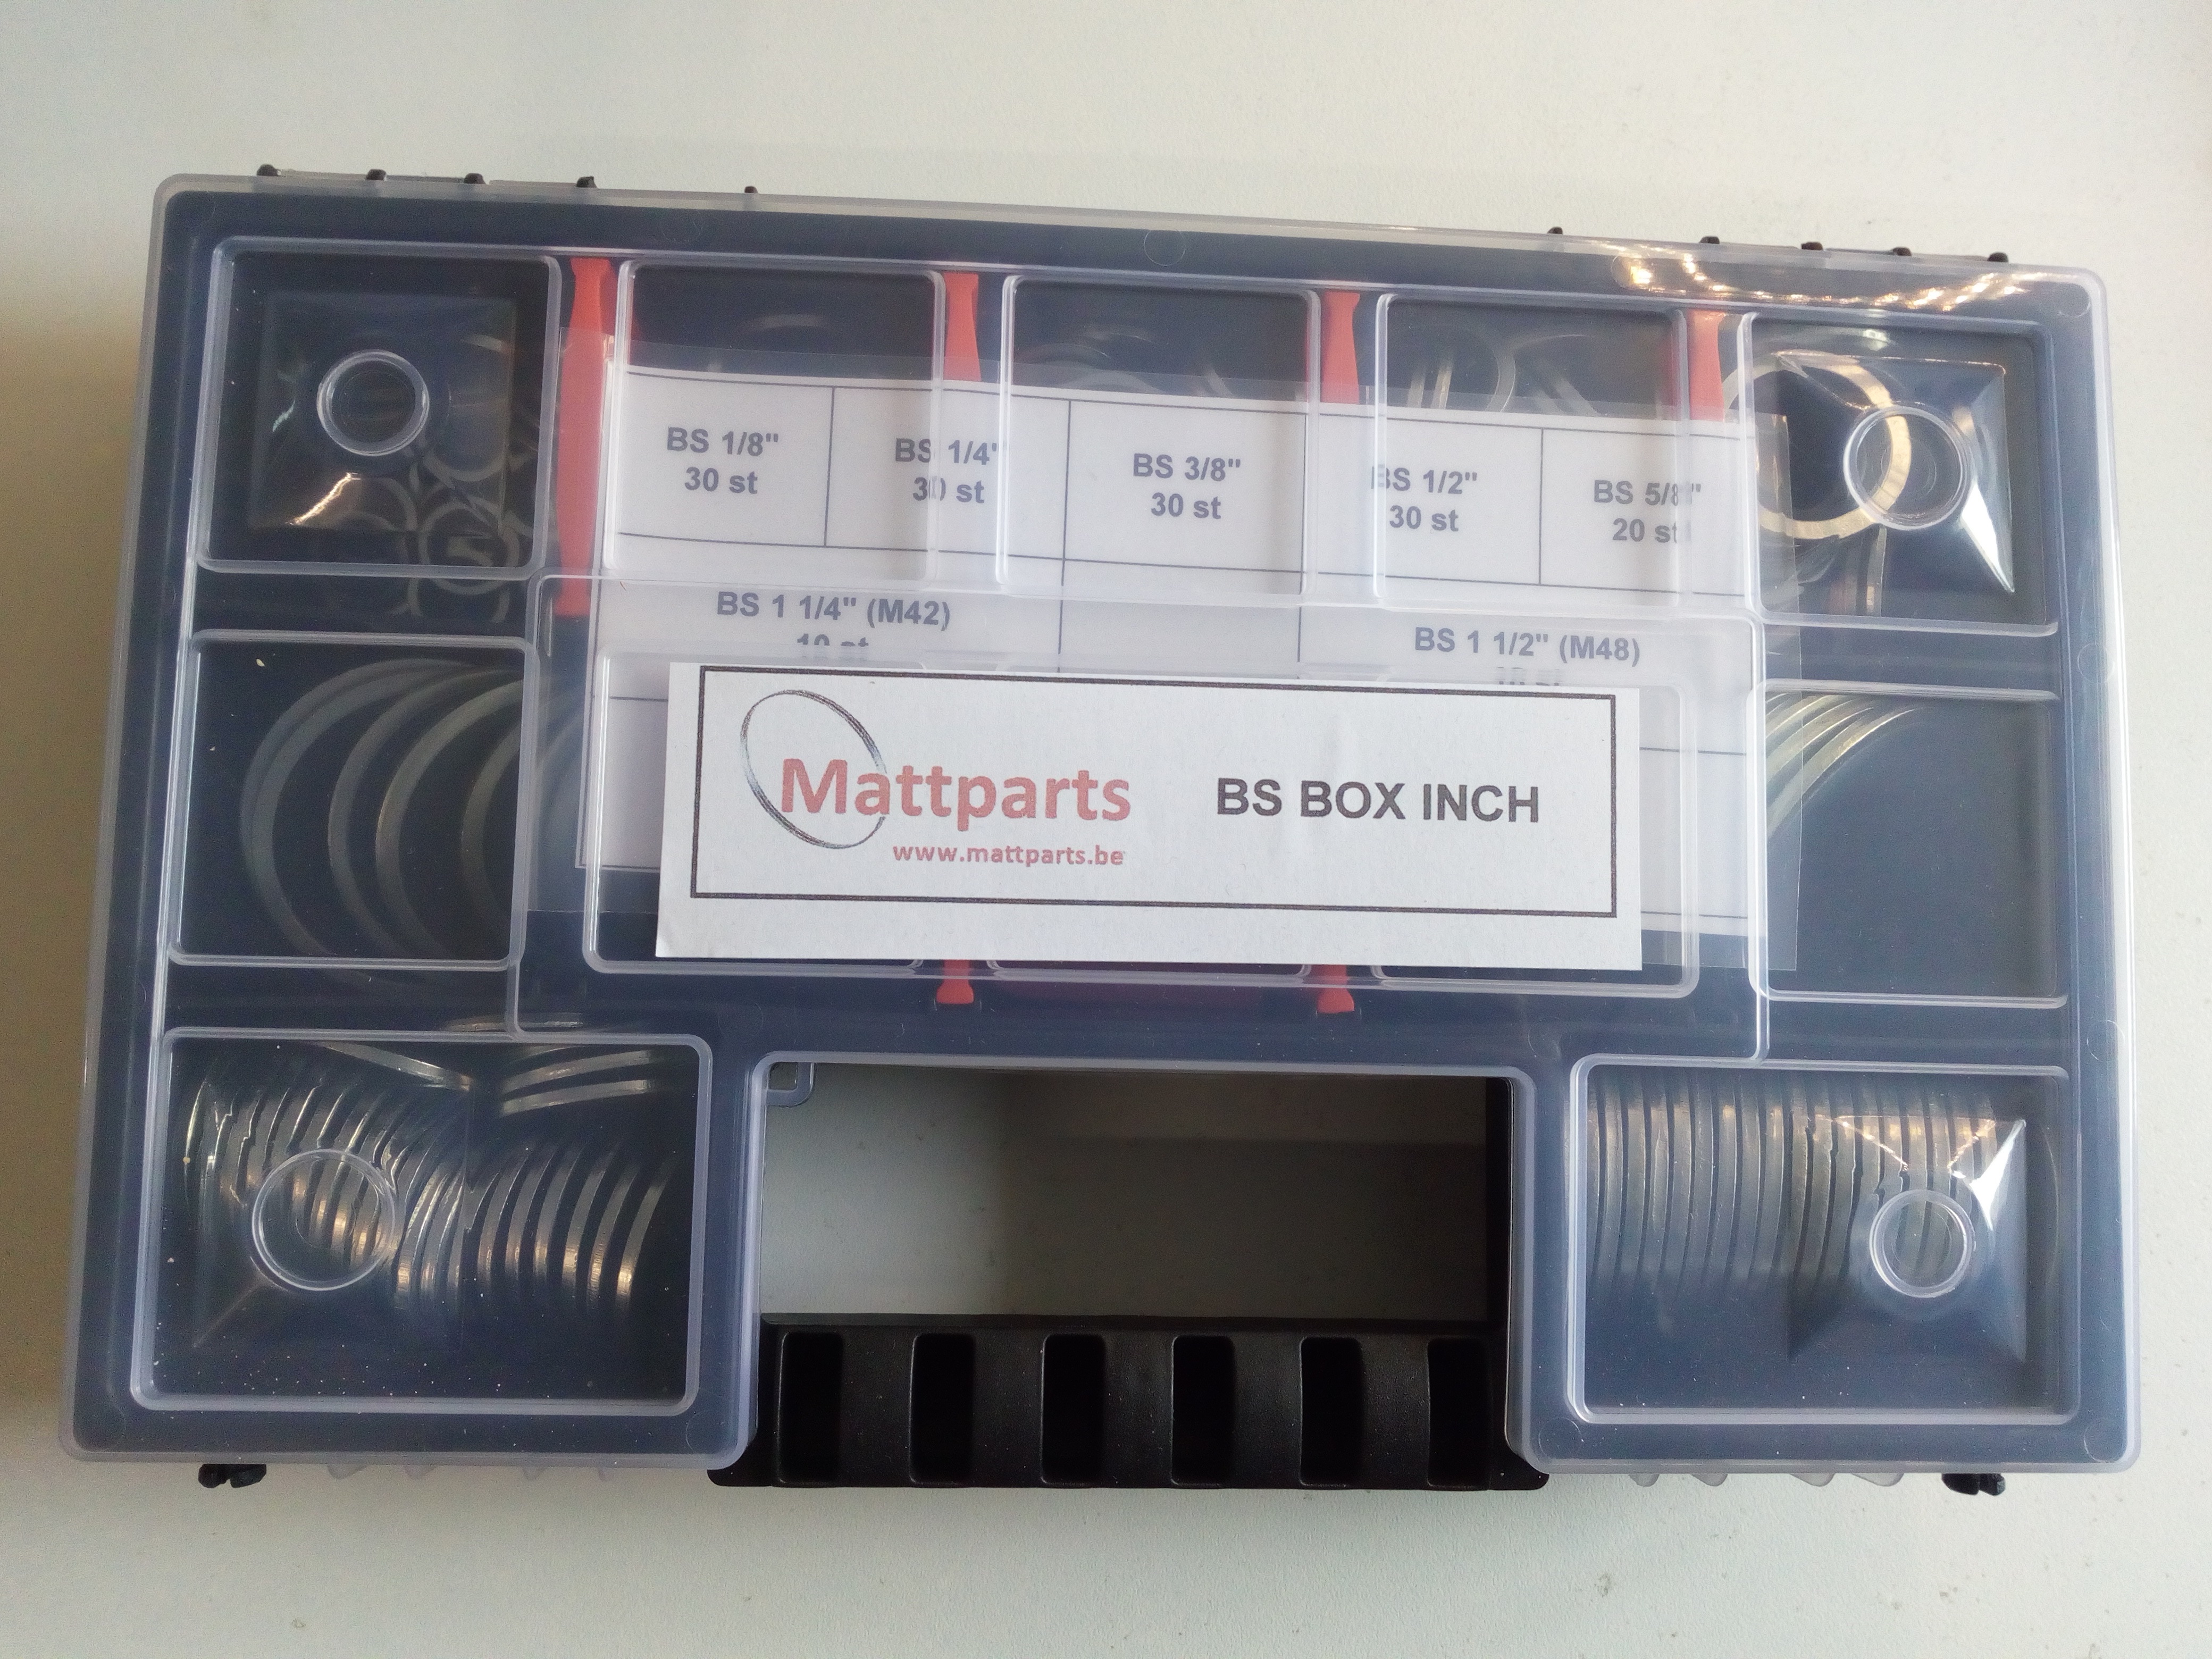 BS 1/8" BS 1/4" BS 3/8" BS 1/2" BS 5/8"
30 st 30 st 30 st 30 st 20 st
BS 1 1/4" (M42) BS 1 1/2" (M48)
10 st
Mattparts BS BOX INCH
www.mattparts.be